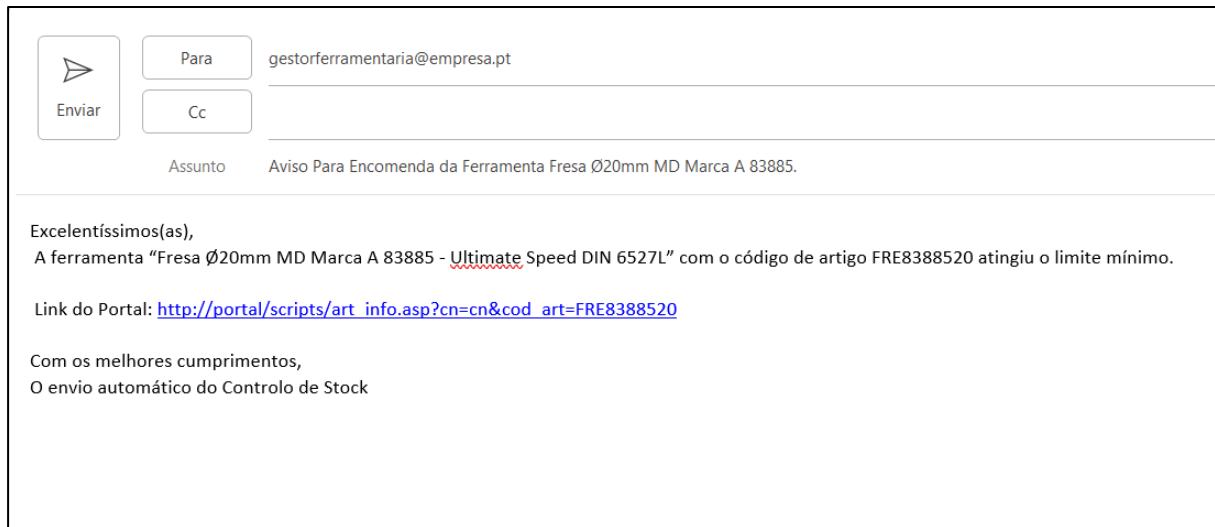 Para gestorferramentaria@empresa.pt
Enviar
Cc
Assunto Aviso Para Encomenda da Ferramenta Fresa Ø20mm MD Marca A 83885.
Excelentíssimos(as),
A ferramenta “Fresa Ø20mm MD Marca A 83885 - Ultimate Speed DIN 6527L” com o código de artigo FRE8388520 atingiu o limite mínimo.
Link do Portal: http://portal/scripts/art_info.asp?cn=cn&cod_art=FRE8388520
Com os melhores cumprimentos,
O envio automático do Controlo de Stock